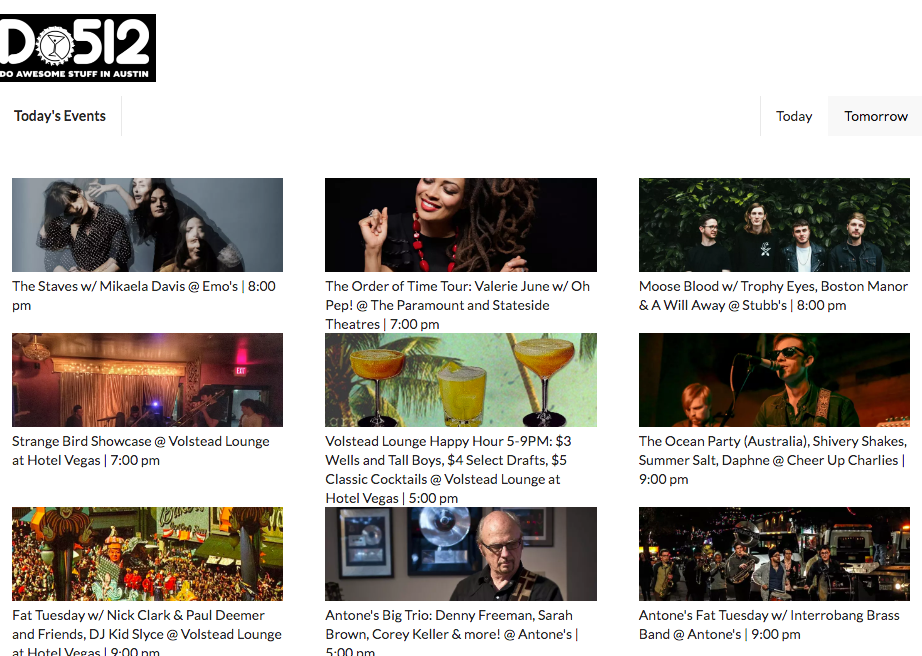 DO512
DO AWESOME STUFF IN AUSTIN
Today's Events
Today
Tomorrow
The Staves w/ Mikaela Davis @ Emo's | 8:00
pm
The Order of Time Tour: Valerie June w/ Oh
Pep! @ The Paramount and Stateside
Theatres | 7:00 pm
Moose Blood w/ Trophy Eyes, Boston Manor
& A Will Away @ Stubb's | 8:00 pm
EXIT
Strange Bird Showcase @ Volstead Lounge
at Hotel Vegas | 7:00 pm
Volstead Lounge Happy Hour 5-9PM: $3
Wells and Tall Boys, $4 Select Drafts, $5
Classic Cocktails @ Volstead Lounge at
Hotel Vegas | 5:00 pm
The Ocean Party (Australia), Shivery Shakes,
Summer Salt, Daphne @ Cheer Up Charlies |
9:00 pm
Fat Tuesday w/ Nick Clark & Paul Deemer
and Friends, DJ Kid Slyce @ Volstead Lounge
at Hotel Vegas | 9:00 pm
Antone's Big Trio: Denny Freeman, Sarah
Brown, Corey Keller & more! @ Antone's |
5:00 pm
Antone's Fat Tuesday w/ Interrobang Brass
Band @ Antone's | 9:00 pm